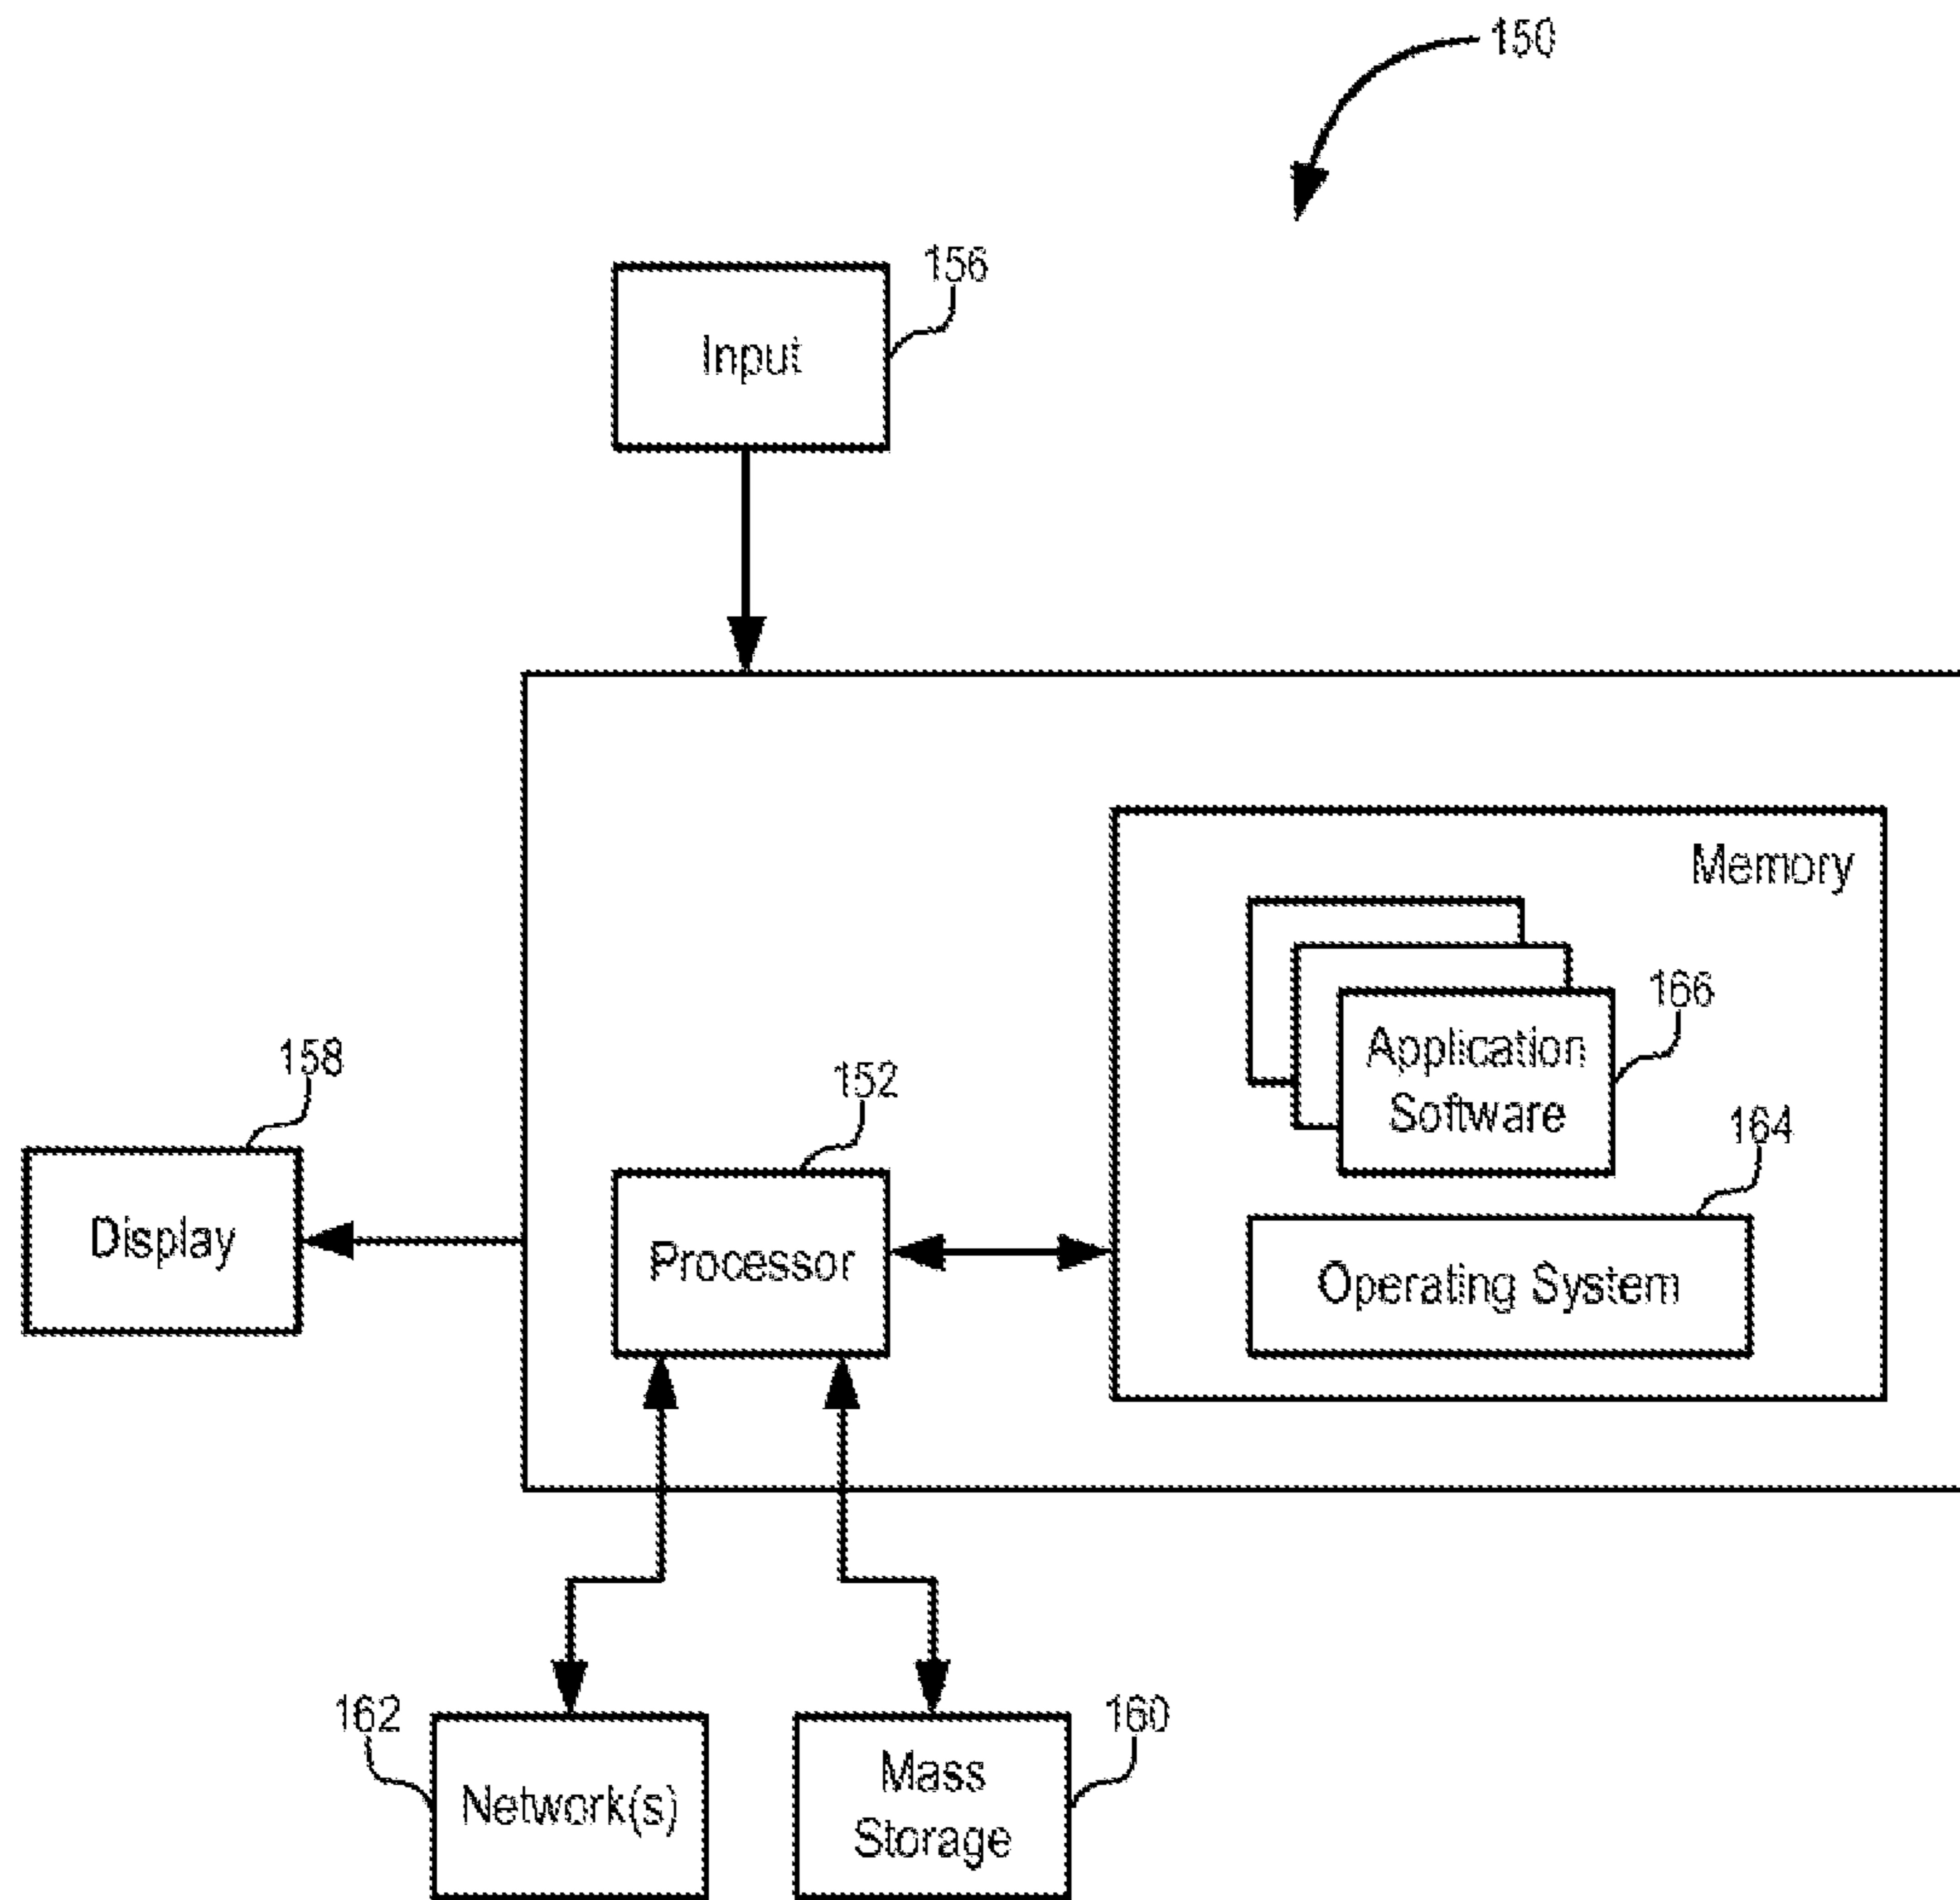 150
156
Input
Memory
166
Application
Software
158
152
164
Display
Processor
Operating System
162
160
Network(s)
Mass
Storage